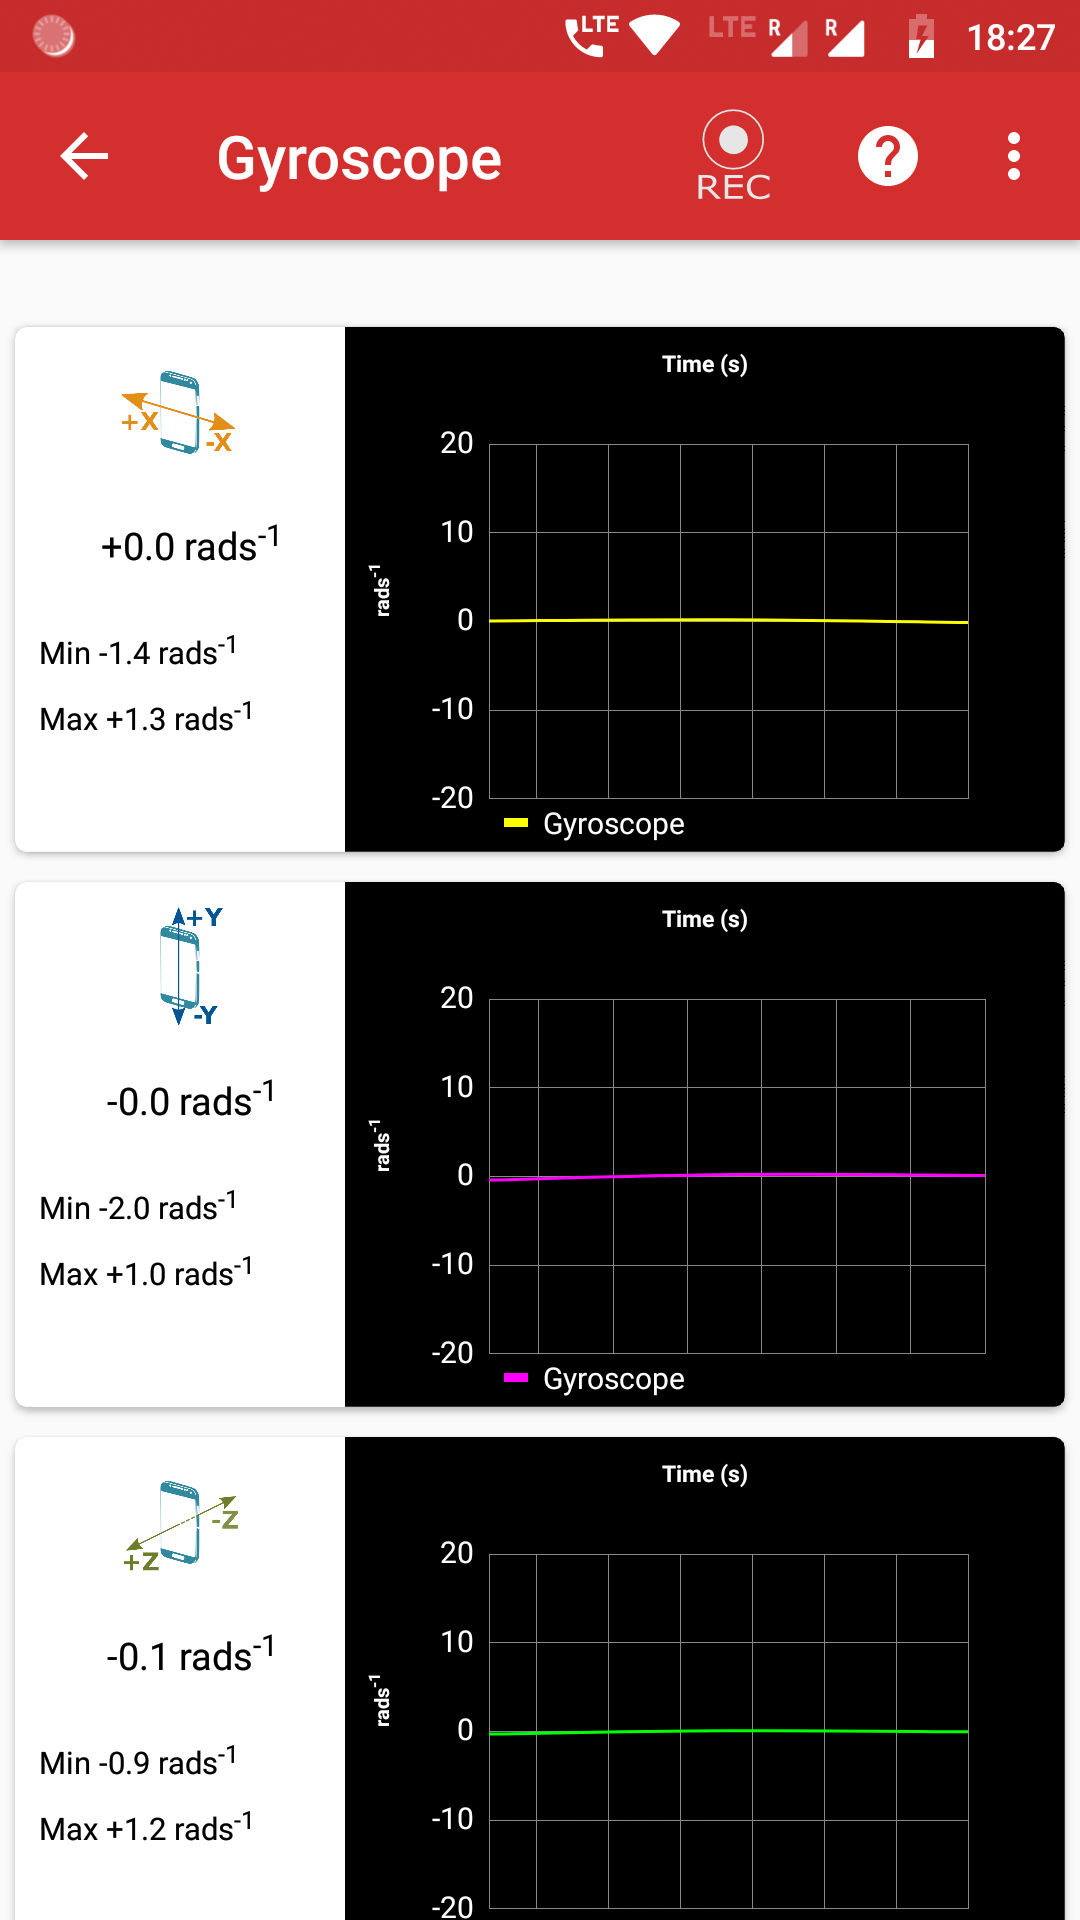 LTE LTE R R 18:27
Gyroscope REC ?
Time (s)
+X
-X
+0.0 rads-1
Min -1.4 rads-1
Max +1.3 rads-1
20
10
0
-10
-20
rads-1
Gyroscope
Time (s)
+Y
-Y
-0.0 rads-1
Min -2.0 rads-1
Max +1.0 rads-1
20
10
0
-10
-20
rads-1
Gyroscope
Time (s)
-Z
+Z
-0.1 rads-1
Min -0.9 rads-1
Max +1.2 rads-1
20
10
0
-10
-20
rads-1